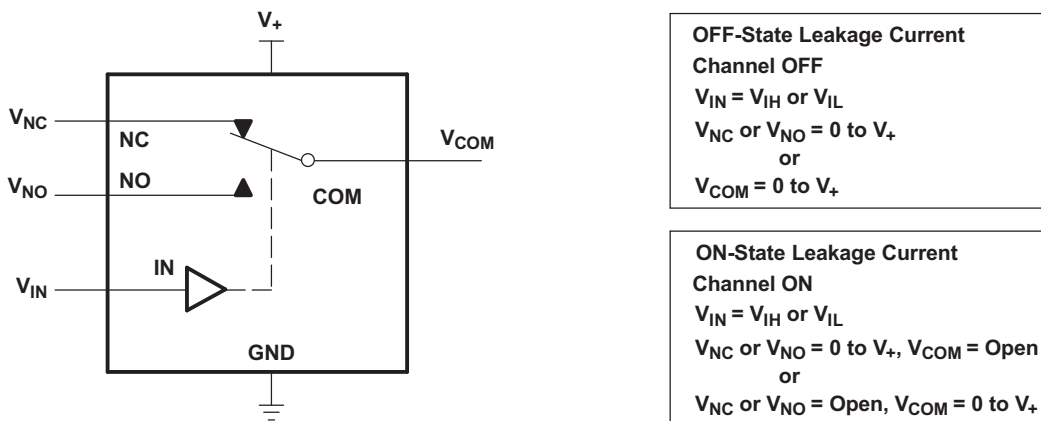 V+
VNC
NC
VCOM
VNO
NO
COM
IN
VIN
GND
OFF-State Leakage Current
Channel OFF
VIN = VIH or VIL
VNC or VNO = 0 to V+
or
VCOM = 0 to V+
ON-State Leakage Current
Channel ON
VIN = VIH or VIL
VNC or VNO = 0 to V+, VCOM = Open
or
VNC or VNO = Open, VCOM = 0 to V+